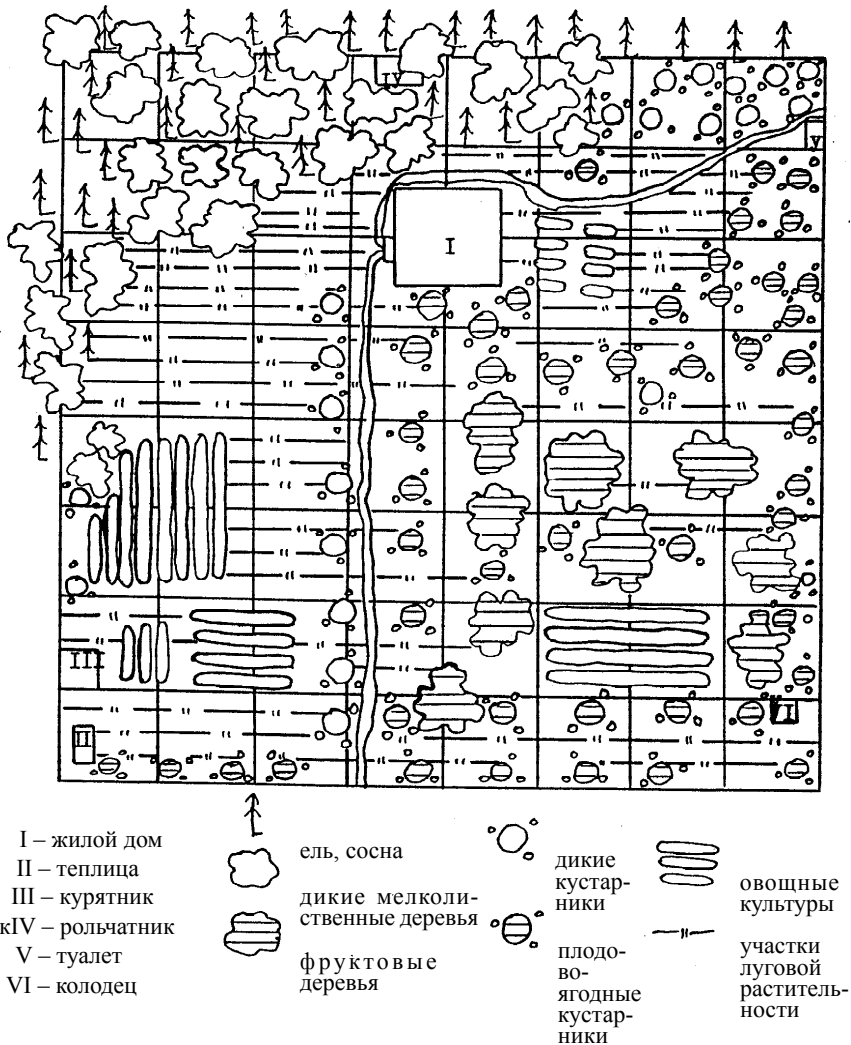 IV
V
I
III
II
VI
I – жилой дом
II – теплица
III – курятник
кIV – рольчатник
V – туалет
VI – колодец
ель, сосна
дикие мелколи-
ственные деревья
фруктовые
деревья
дикие
кустар-
ники
плодо-
во-
ягодные
кустар-
ники
овощные
культуры
участки
луговой
раститель-
ности